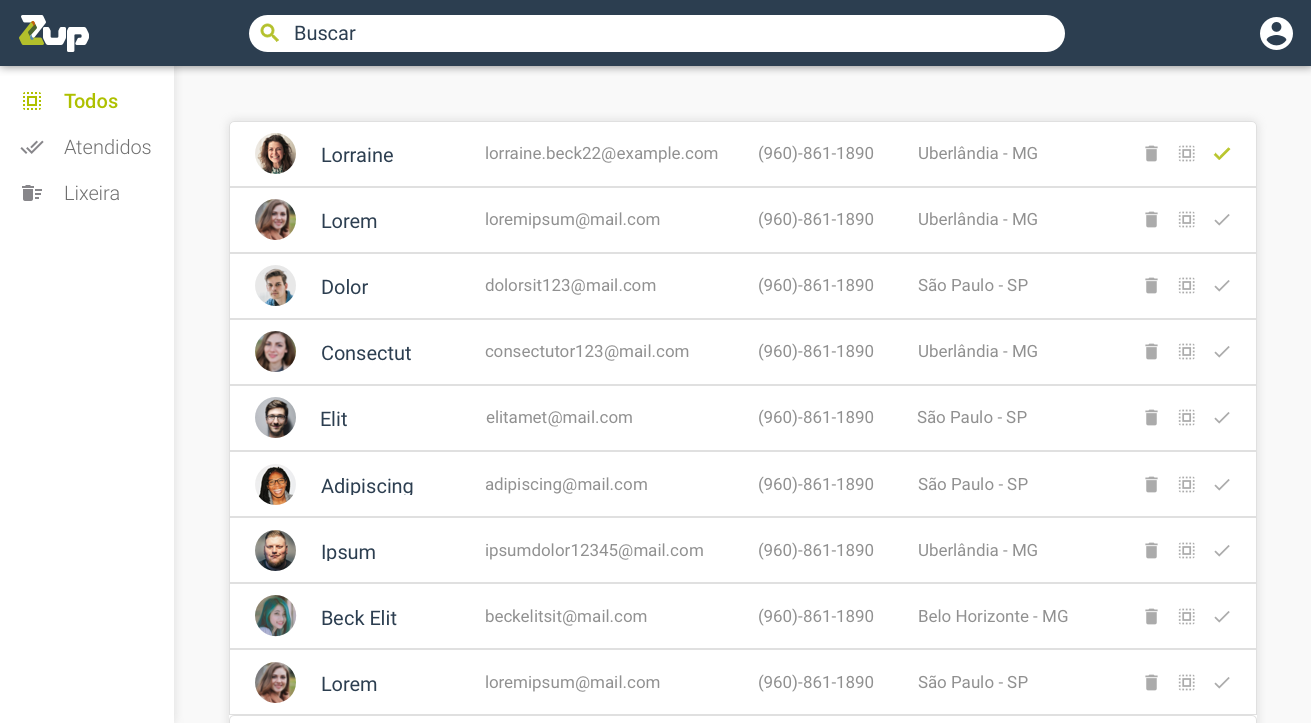 Zup
Buscar
Todos
Atendidos
Lixeira
Lorraine lorraine.beck22@example.com (960)-861-1890 Uberlândia - MG
Lorem loremipsum@mail.com (960)-861-1890 Uberlândia - MG
Dolor dolorsit123@mail.com (960)-861-1890 São Paulo - SP
Consectut consectutor123@mail.com (960)-861-1890 Uberlândia - MG
Elit elitamet@mail.com (960)-861-1890 São Paulo - SP
Adipiscing adipiscing@mail.com (960)-861-1890 São Paulo - SP
Ipsum ipsumdolor12345@mail.com (960)-861-1890 Uberlândia - MG
Beck Elit beckelitsit@mail.com (960)-861-1890 Belo Horizonte - MG
Lorem loremipsum@mail.com (960)-861-1890 São Paulo - SP